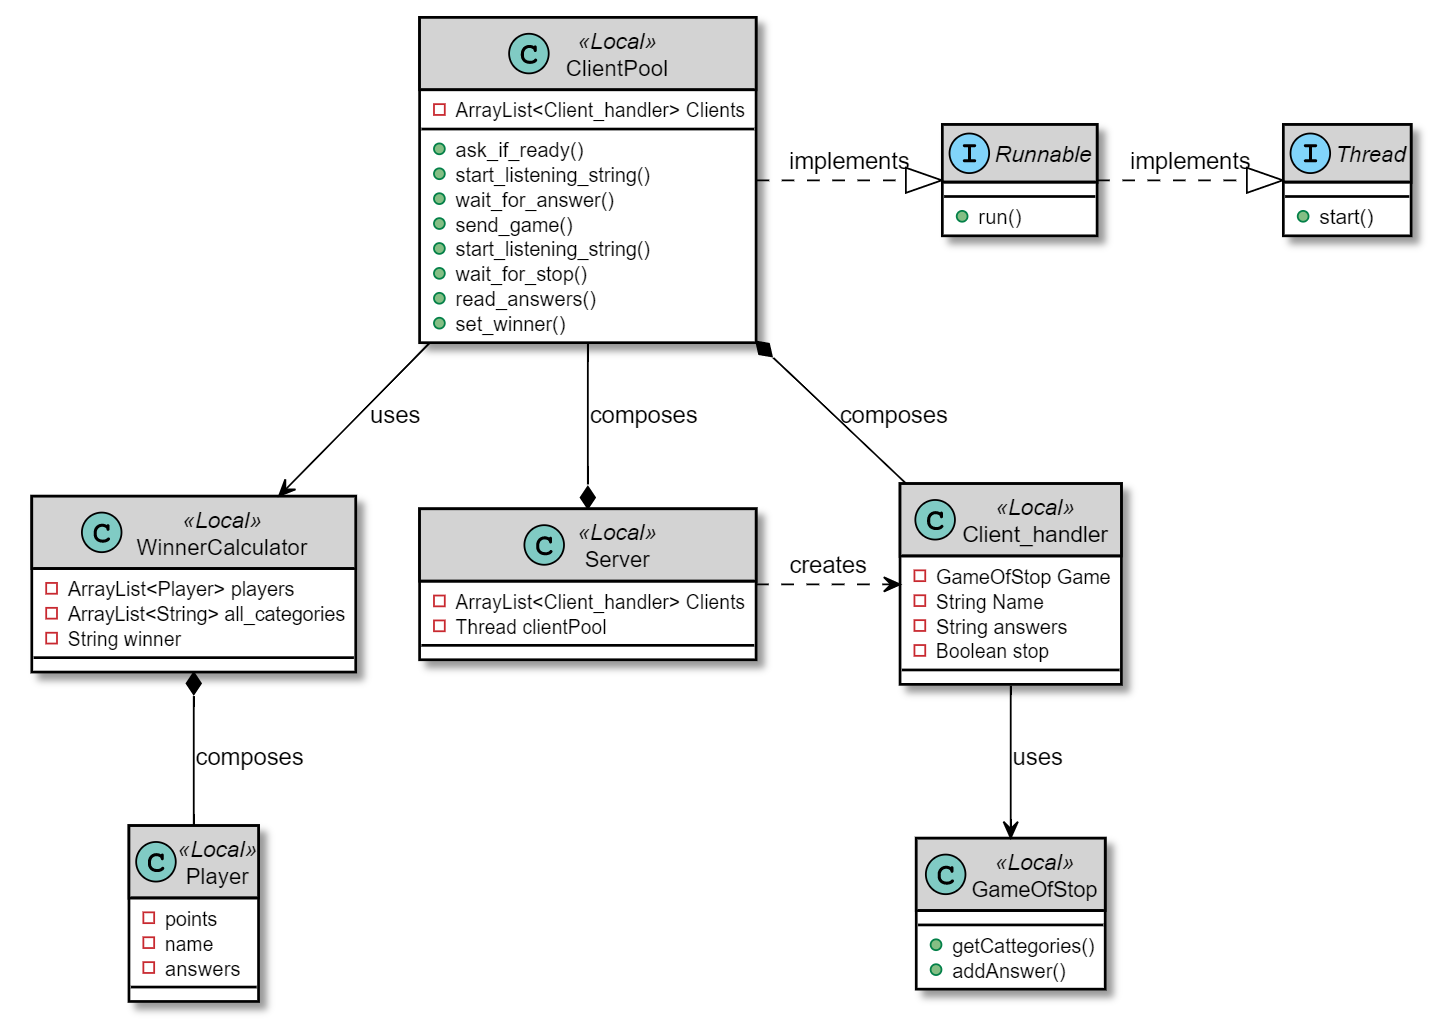 C
«Local»
ClientPool
ArrayList<Client_handler> Clients
ask_if_ready()
start_listening_string()
wait_for_answer()
send_game()
start_listening_string()
wait_for_stop()
read_answers()
set_winner()
implements
I
Runnable
run()
implements
I
Thread
start()
uses
composes
composes
C
«Local»
WinnerCalculator
ArrayList<Player> players
ArrayList<String> all_categories
String winner
C
«Local»
Server
ArrayList<Client_handler> Clients
Thread clientPool
creates
C
«Local»
Client_handler
GameOfStop Game
String Name
String answers
Boolean stop
composes
uses
C
«Local»
Player
points
name
answers
C
«Local»
GameOfStop
getCattegories()
addAnswer()